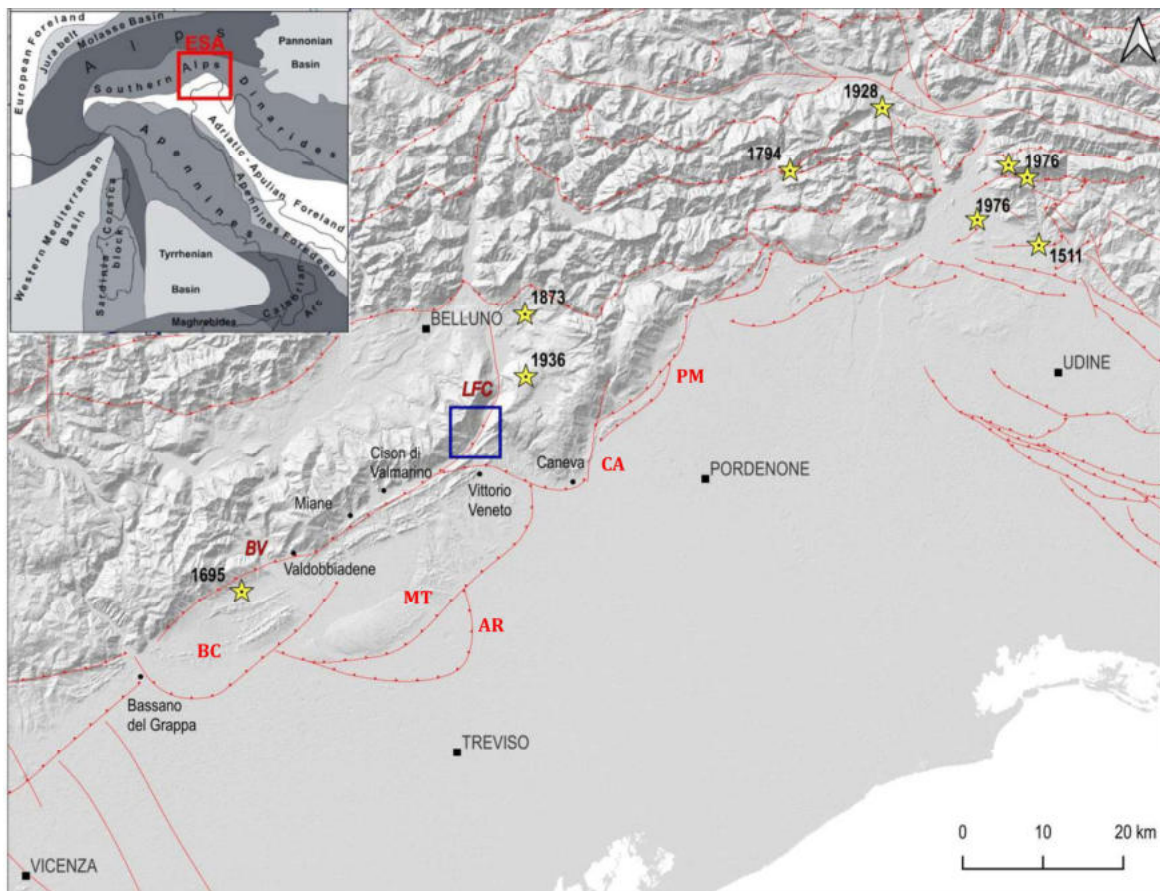 European Foreland
Jura belt
Molasse Basin
A l p s
Pannonian
Basin
ESA
Southern Alps
Dinarides
Apennines
Adriatic-Apulian Foreland
Apennines Foredeep
Western Mediterranean
Basin
Sardinia - Corsica
block
Tyrrhenian
Basin
Calabrian
Arc
Maghrebides
1928
1794
1976
1976
1511
1873
BELLUNO
1936
UDINE
PM
LFC
Cison di
Valmarino
Caneva
CA
PORDENONE
Vittorio
Veneto
Miane
BV
Valdobbiadene
1695
MT
AR
BC
Bassano
del Grappa
TREVISO
VICENZA
0 10 20 km